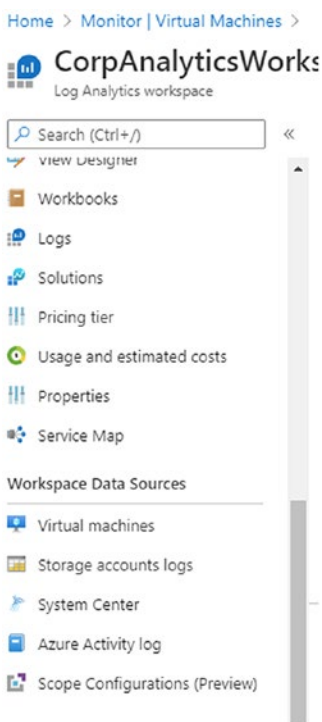 Home > Monitor | Virtual Machines >
CorpAnalyticsWorks
Log Analytics workspace
Search (Ctrl+/)
«
View Designer
Workbooks
Logs
Solutions
Pricing tier
Usage and estimated costs
Properties
Service Map
Workspace Data Sources
Virtual machines
Storage accounts logs
System Center
Azure Activity log
Scope Configurations (Preview)